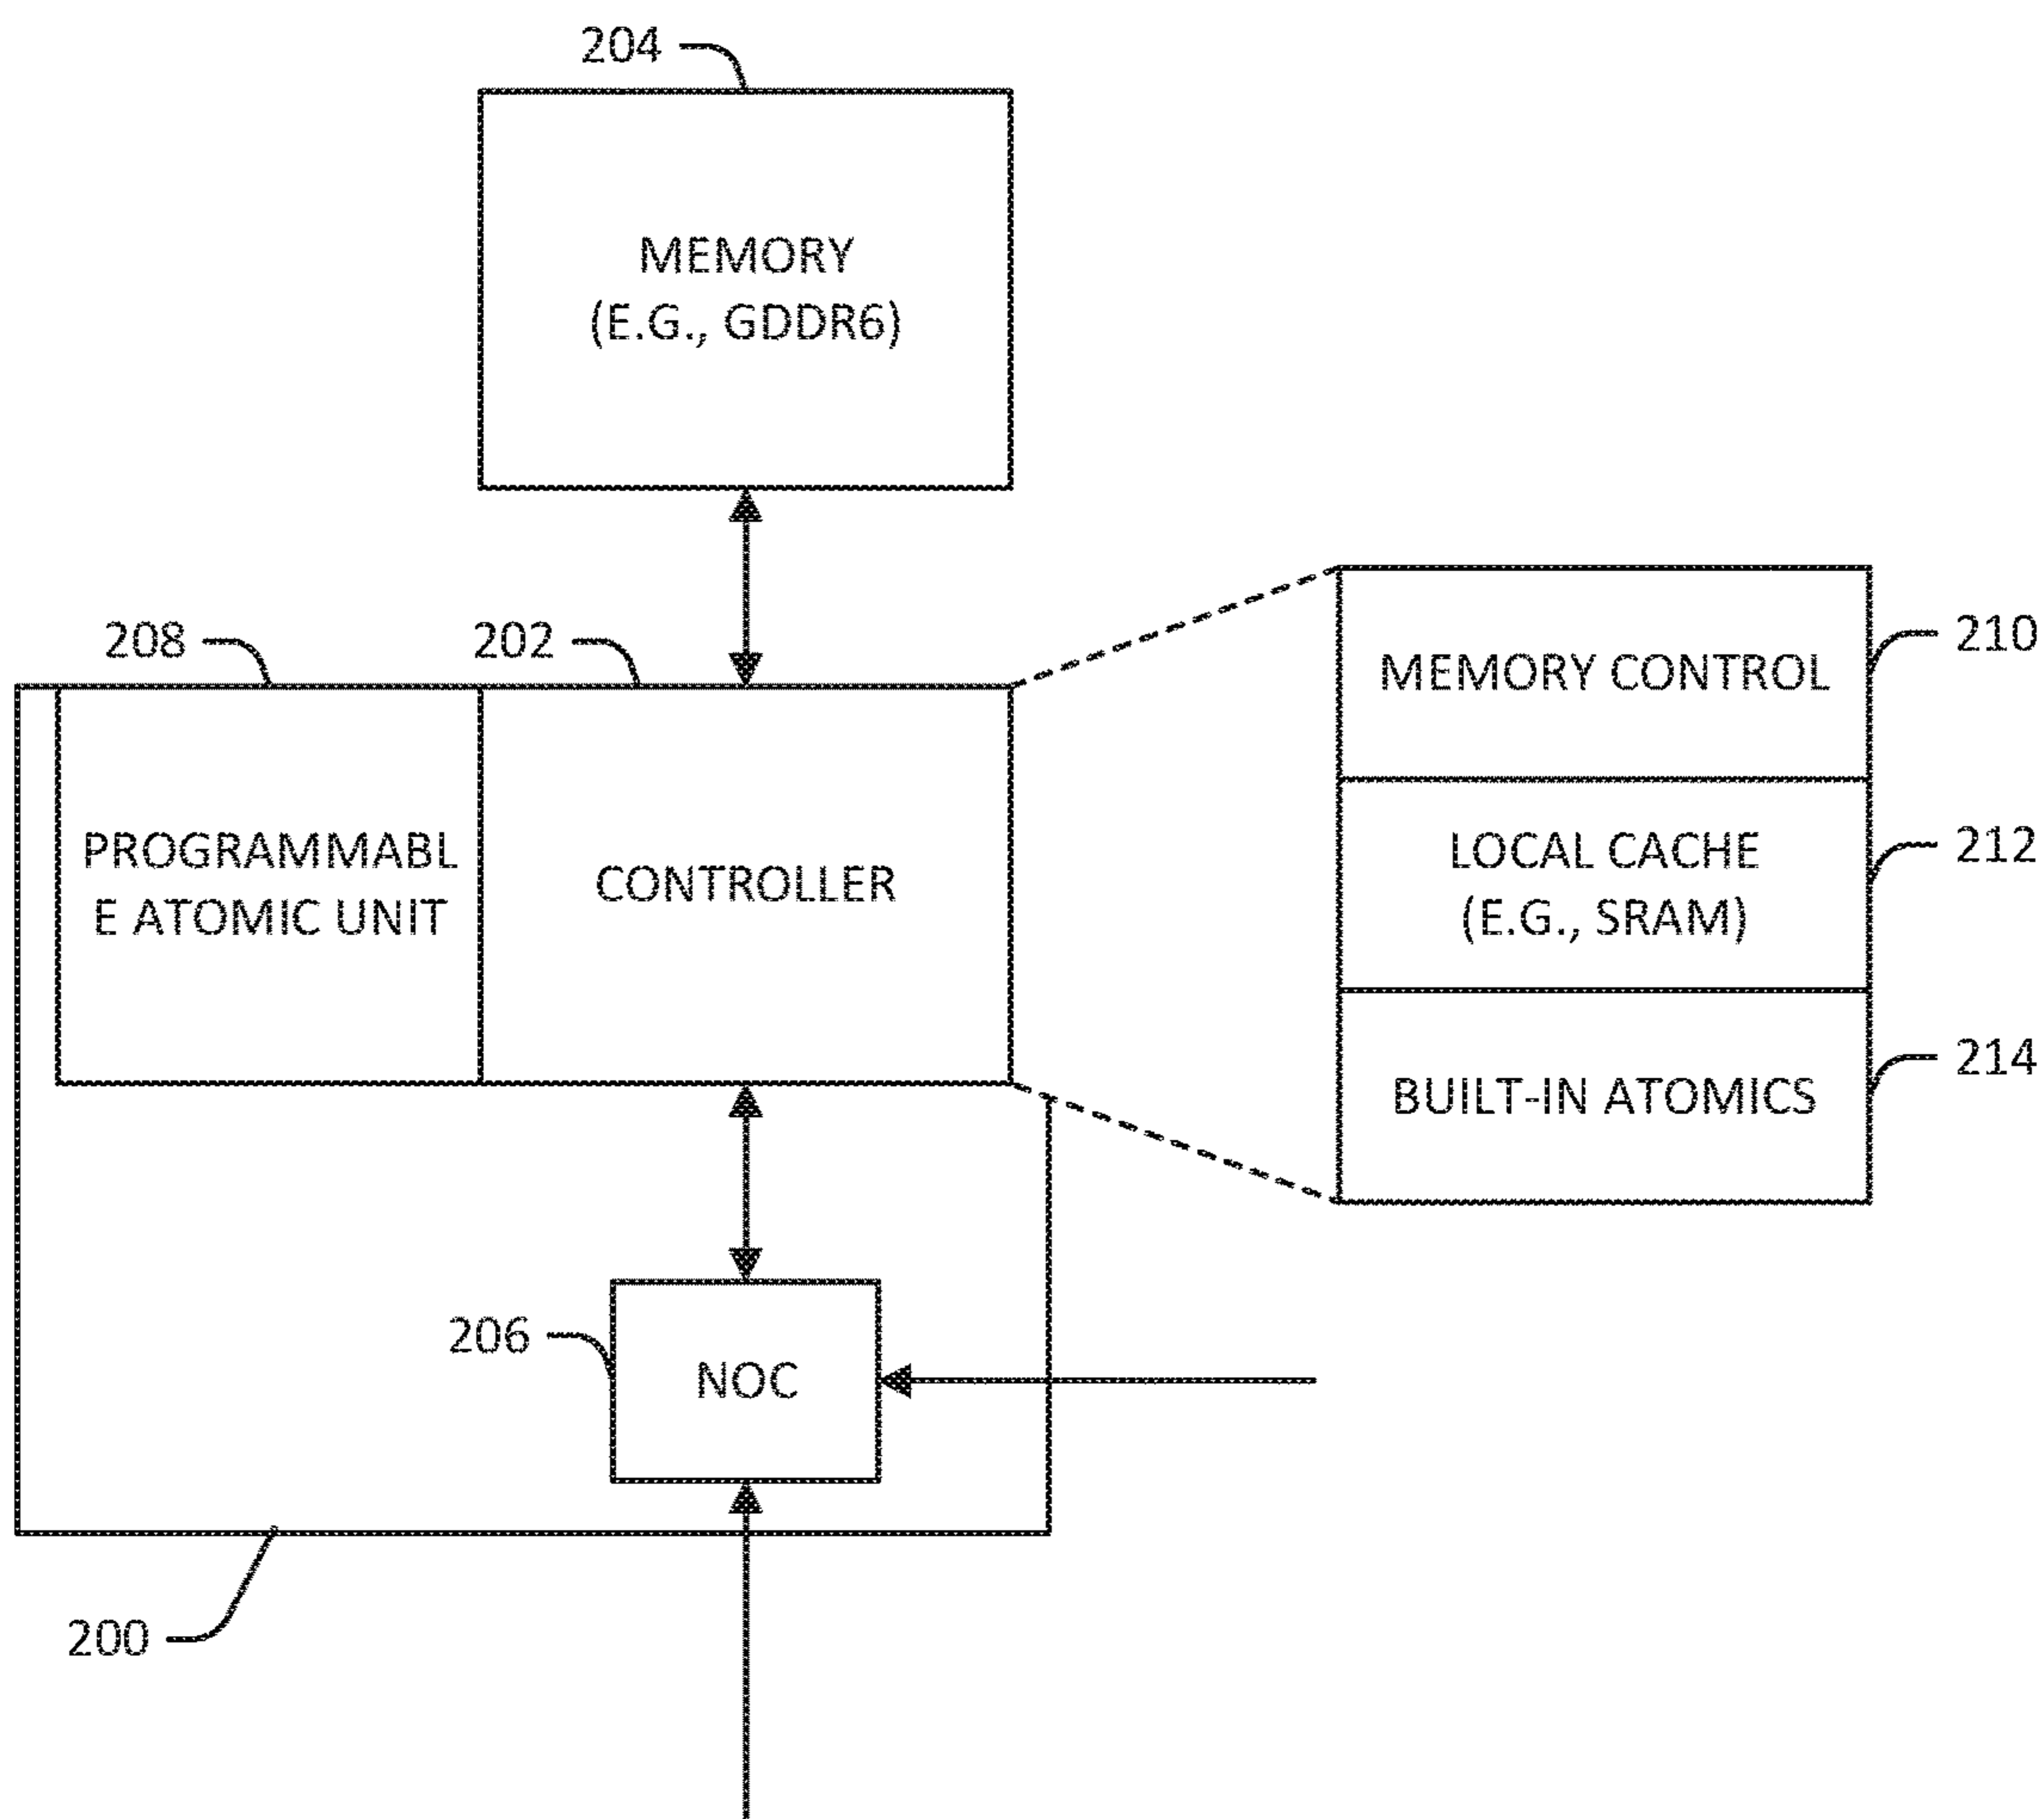 204
MEMORY
(E.G., GDDR6)
208
202
PROGRAMMABL
E ATOMIC UNIT
CONTROLLER
MEMORY CONTROL
210
LOCAL CACHE
(E.G., SRAM)
212
BUILT-IN ATOMICS
214
206
NOC
200